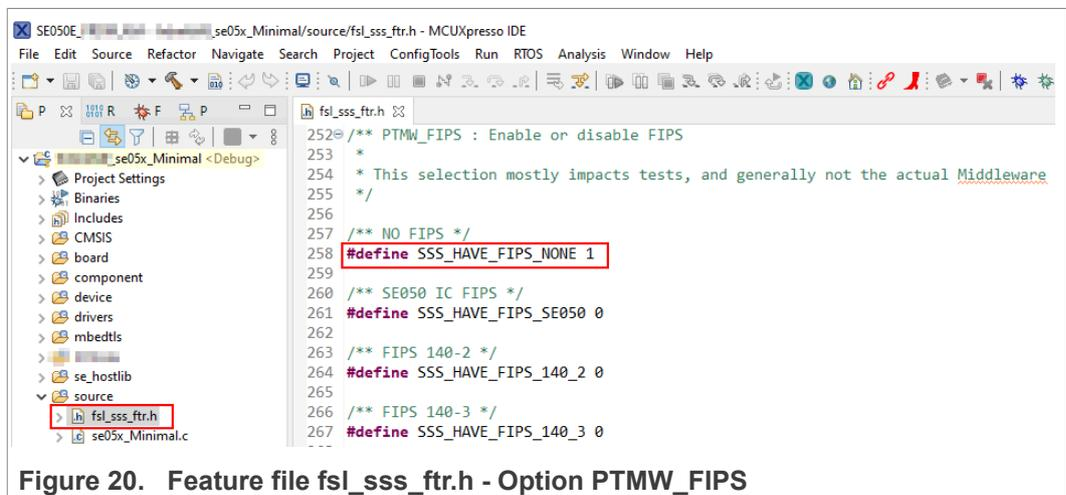 SE050E_ _se05x_Minimal/source/fsl_sss_ftr.h - MCUXpresso IDE
File Edit Source Refactor Navigate Search Project ConfigTools Run RTOS Analysis Window Help
P R F P
fsl_sss_ftr.h
_se05x_Minimal <Debug>
Project Settings
Binaries
Includes
CMSIS
board
component
device
drivers
mbedtls
se_hostlib
source
fsl_sss_ftr.h
se05x_Minimal.c
252 /** PTMW_FIPS : Enable or disable FIPS
253 *
254 * This selection mostly impacts tests, and generally not the actual Middleware
255 */
256
257 /** NO FIPS */
258 #define SSS_HAVE_FIPS_NONE 1
259
260 /** SE050 IC FIPS */
261 #define SSS_HAVE_FIPS_SE050 0
262
263 /** FIPS 140-2 */
264 #define SSS_HAVE_FIPS_140_2 0
265
266 /** FIPS 140-3 */
267 #define SSS_HAVE_FIPS_140_3 0
Figure 20. Feature file fsl_sss_ftr.h - Option PTMW_FIPS